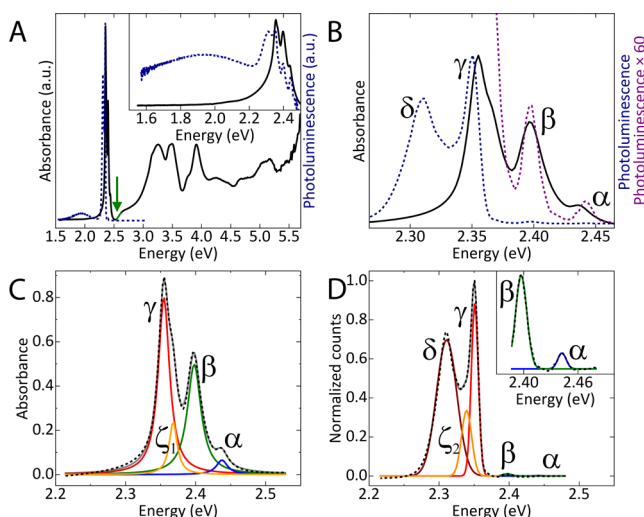 A
Absorbance (a.u.)
Energy (eV)
1.5 2.0 2.5 3.0 3.5 4.0 4.5 5.0 5.5
Photoluminescence (a.u.)
1.6 1.8 2.0 2.2 2.4
Energy (eV)
B
Absorbance
δ
γ
β
α
2.30 2.35 2.40 2.45
Energy (eV)
Photoluminescence
Photoluminescence × 60
C
Absorbance
0.8
0.6
0.4
0.2
0.0
γ
β
ζ1
α
2.2 2.3 2.4 2.5
Energy (eV)
D
Normalized counts
1.0
0.8
0.6
0.4
0.2
0.0
δ
γ
ζ2
β
α
2.2 2.3 2.4 2.5
Energy (eV)
β
α
2.40 2.46
Energy (eV)